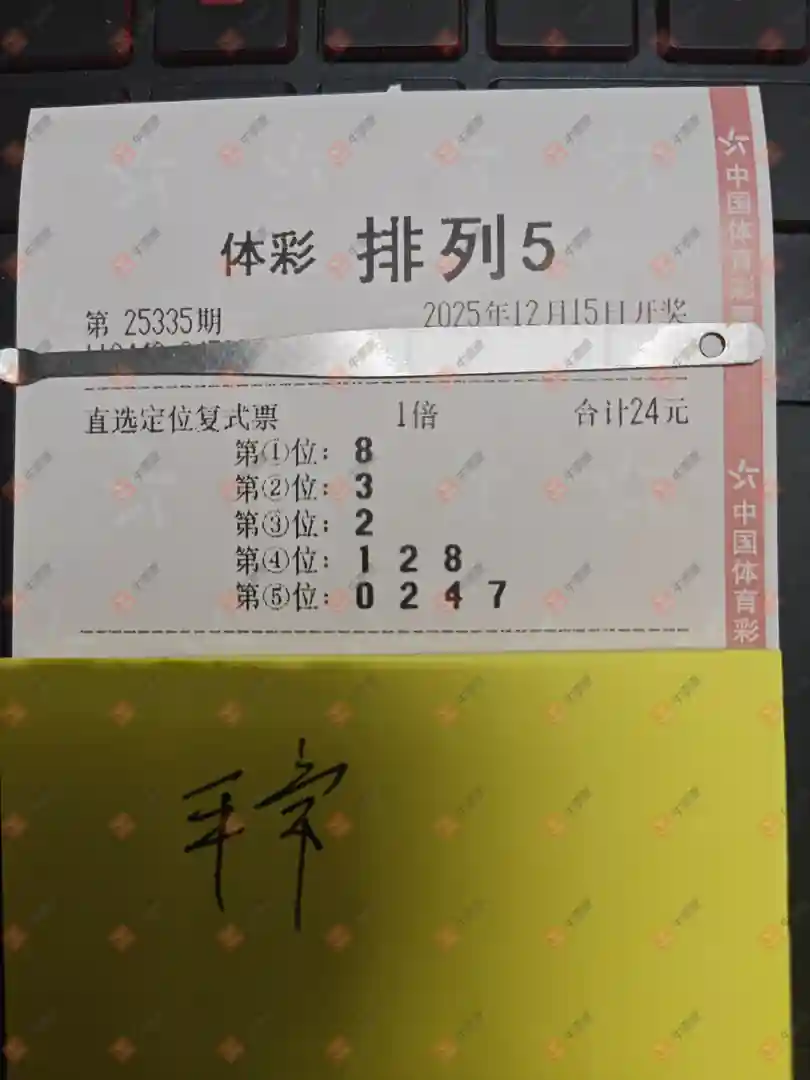 体彩 排列5
第 25335期 2025年12月15日开奖
直选定位复式票 1倍 合计24元
第①位: 8
第②位: 3
第③位: 2
第④位: 1 2 8
第⑤位: 0 2 4 7
中国体育彩
中国体育彩